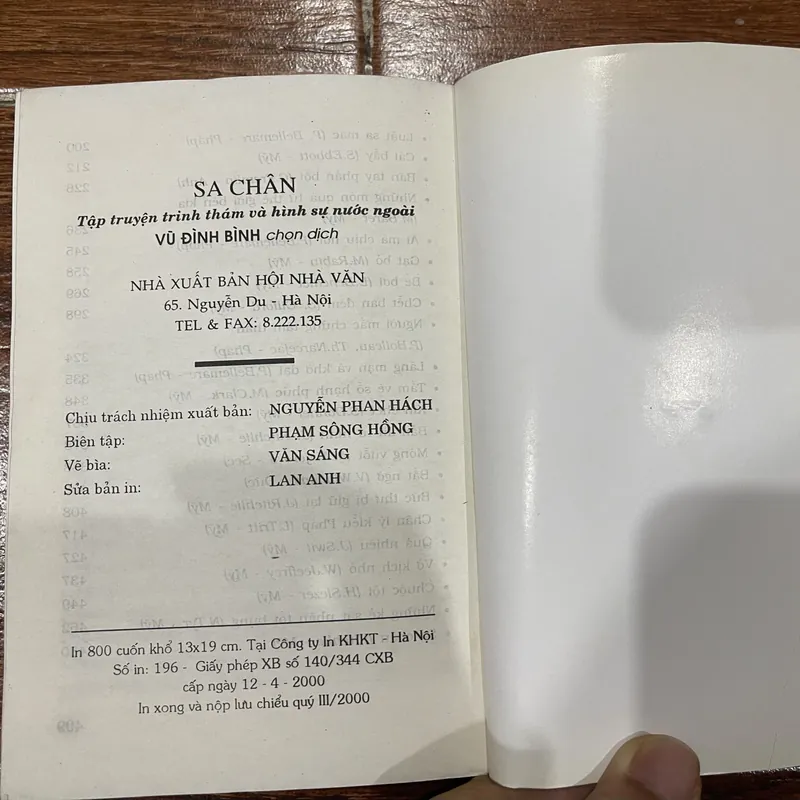 SA CHÂN
Tập truyện trinh thám và hình sự nước ngoài
VŨ ĐÌNH BÌNH chọn dịch
NHÀ XUẤT BẢN HỘI NHÀ VĂN
65. Nguyễn Du - Hà Nội
TEL & FAX: 8.222.135
Chịu trách nhiệm xuất bản: NGUYỄN PHAN HÁCH
Biên tập: PHẠM SÔNG HỒNG
Vẽ bìa: VĂN SÁNG
Sửa bản in: LAN ANH
In 800 cuốn khổ 13x19 cm. Tại Công ty In KHKT - Hà Nội
Số in: 196 - Giấy phép XB số 140/344 CXB
cấp ngày 12 - 4 - 2000
In xong và nộp lưu chiểu quý III/2000